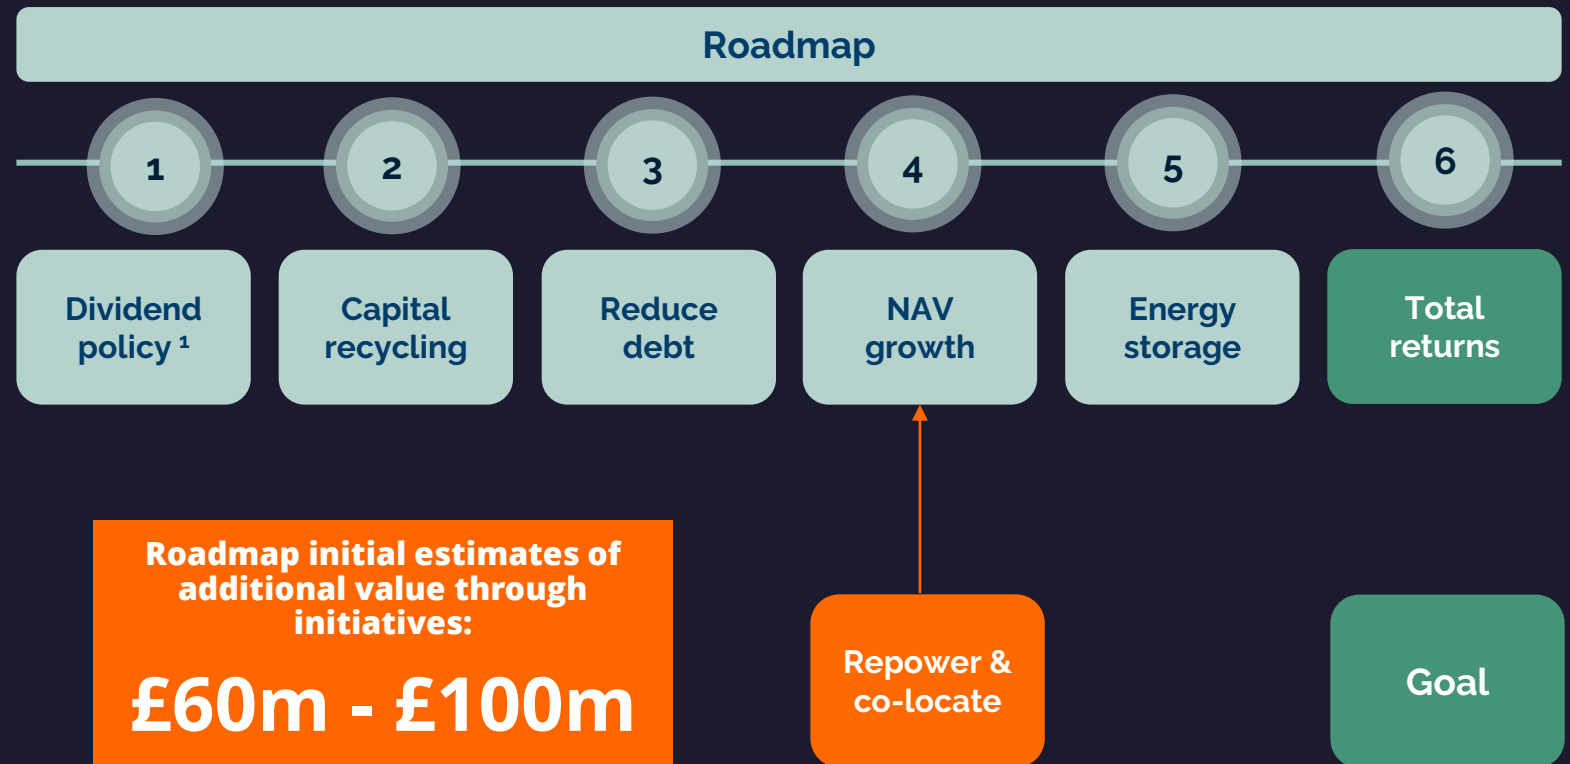 Roadmap
1
2
3
4
5
6
Dividend
policy ¹
Capital
recycling
Reduce
debt
NAV
growth
Energy
storage
Total
returns
Roadmap initial estimates of
additional value through
initiatives:
£60m - £100m
Repower &
co-locate
Goal